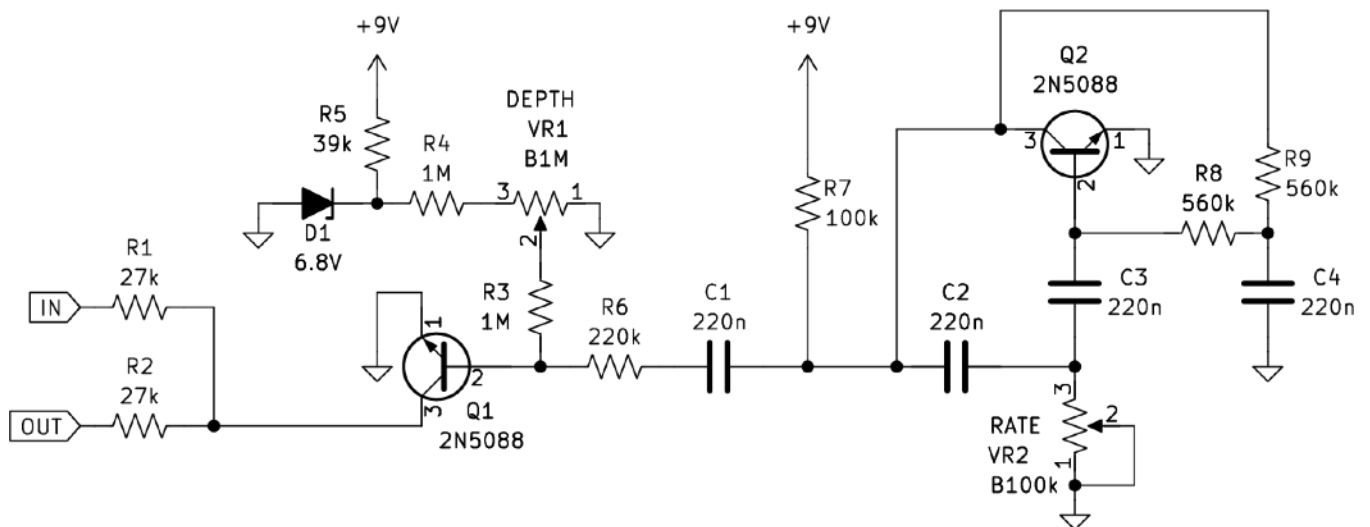 +9V
+9V
Q2
2N5088
DEPTH
VR1
B1M
R5
39k
R4
1M
3
1
2
D1
6.8V
R7
100k
3
1
2
R9
560k
R8
560k
R1
27k
IN
R3
1M
R6
220k
C1
220n
C2
220n
C3
220n
C4
220n
1
2
3
Q1
2N5088
R2
27k
OUT
RATE
VR2
B100k
3
2
1